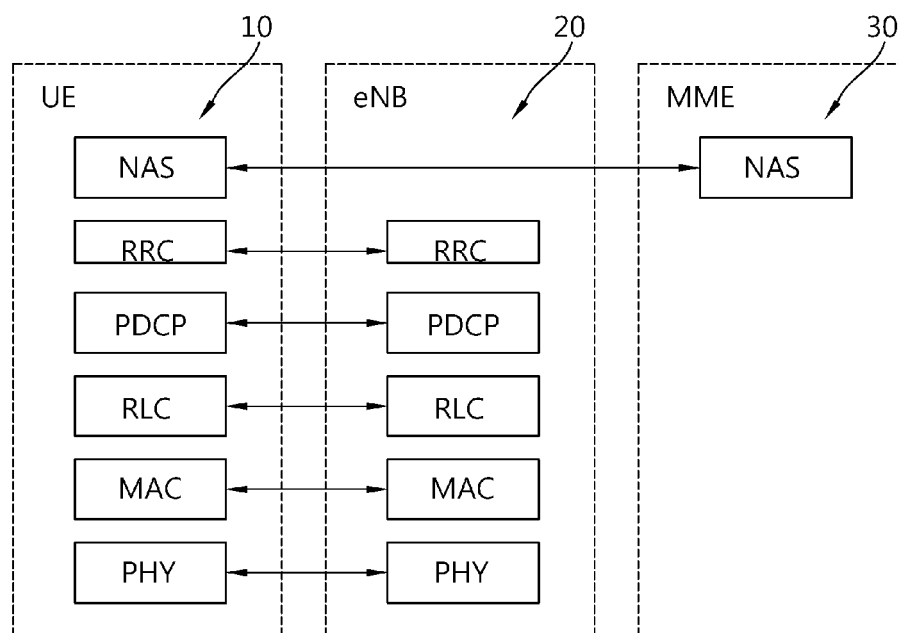 10 20 30
UE eNB MME
NAS NAS
RRC RRC
PDCP PDCP
RLC RLC
MAC MAC
PHY PHY